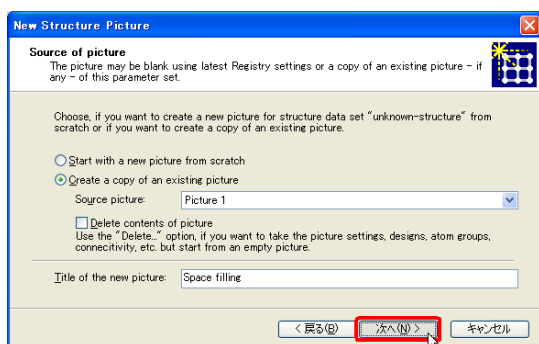 New Structure Picture
Source of picture
The picture may be blank using latest Registry settings or a copy of an existing picture - if
any - of this parameter set.
Choose, if you want to create a new picture for structure data set "unknown-structure" from
scratch or if you want to create a copy of an existing picture.
Start with a new picture from scratch
Create a copy of an existing picture
Source picture: Picture 1
Delete contents of picture
Use the "Delete..." option, if you want to take the picture settings, designs, atom groups,
connecitivity, etc. but start from an empty picture.
Title of the new picture: Space filling
< 戻る(B) 次へ(N) > キャンセル